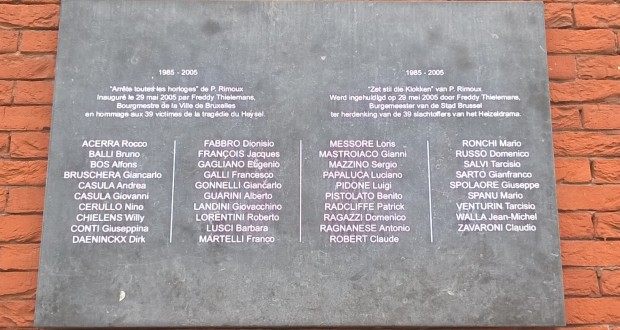 1985 - 2005
"Arrête toutes les horloges" de P. Rimoux
Inauguré le 29 mai 2005 par Freddy Thielemans,
Bourgmestre de la Ville de Bruxelles
en hommage aux 39 victimes de la tragédie du Heysel.
1985 - 2005
"Zet stil die Klokken" van P. Rimoux
Werd ingehuldigd op 29 mei 2005 door Freddy Thielemans,
Burgemeester van de Stad Brussel
ter herdenking van de 39 slachtoffers van het Heizeldrama.
ACERRA Rocco
BALLI Bruno
BOS Alfons
BRUSCHERA Giancarlo
CASULA Andrea
CASULA Giovanni
CERULLO Nino
CHIELENS Willy
CONTI Giuseppina
DAENINCKX Dirk
FABBRO Dionisio
FRANÇOIS Jacques
GAGLIANO Eugenio
GALLI Francesco
GONNELLI Giancarlo
GUARINI Alberto
LANDINI Giovacchino
LORENTINI Roberto
LUSCI Barbara
MARTELLI Franco
MESSORE Loris
MASTROIACO Gianni
MAZZINO Sergio
PAPALUCA Luciano
PIDONE Luigi
PISTOLATO Benito
RADCLIFFE Patrick
RAGAZZI Domenico
RAGNANESE Antonio
ROBERT Claude
RONCHI Mario
RUSSO Domenico
SALVI Tarcisio
SARTO Gianfranco
SPOLAORE Giuseppe
SPANU Mario
VENTURIN Tarcisio
WALLA Jean-Michel
ZAVARONI Claudio